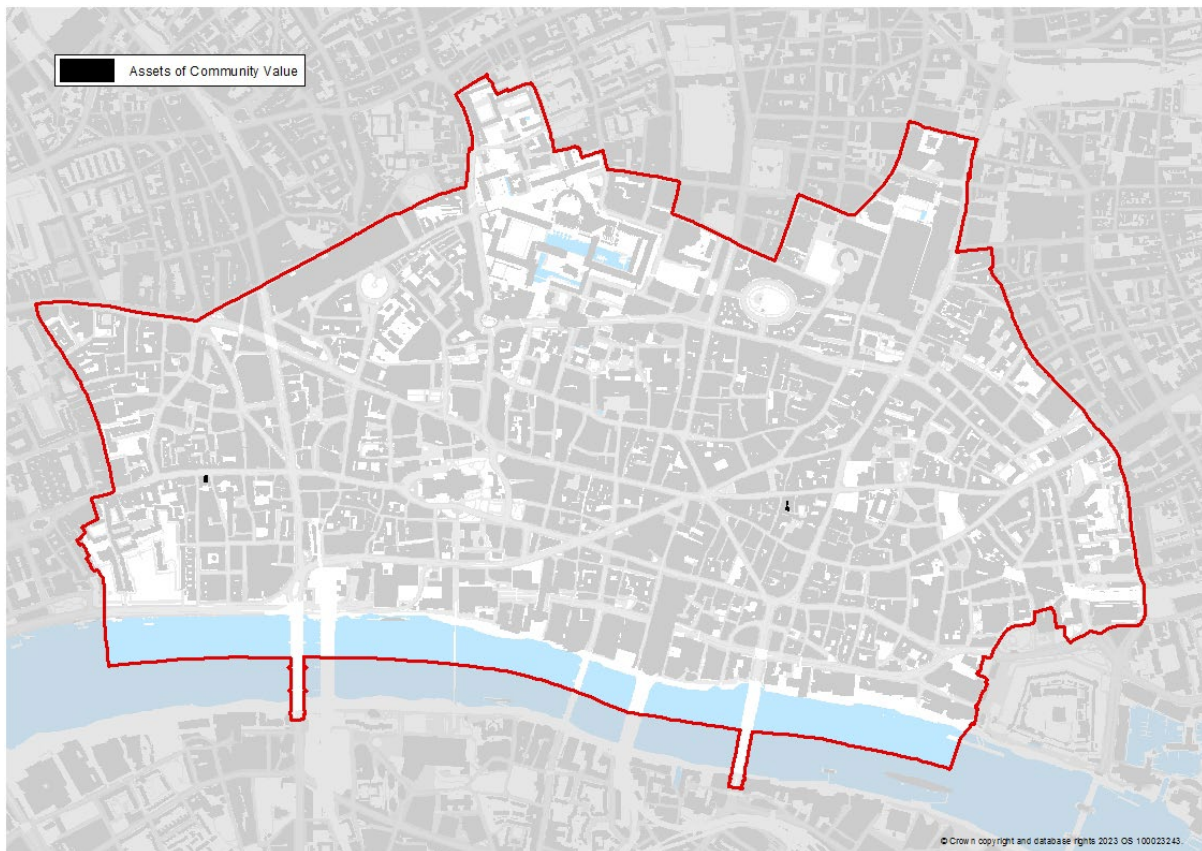 Assets of Community Value
© Crown copyright and database rights 2023 OS 100023243.